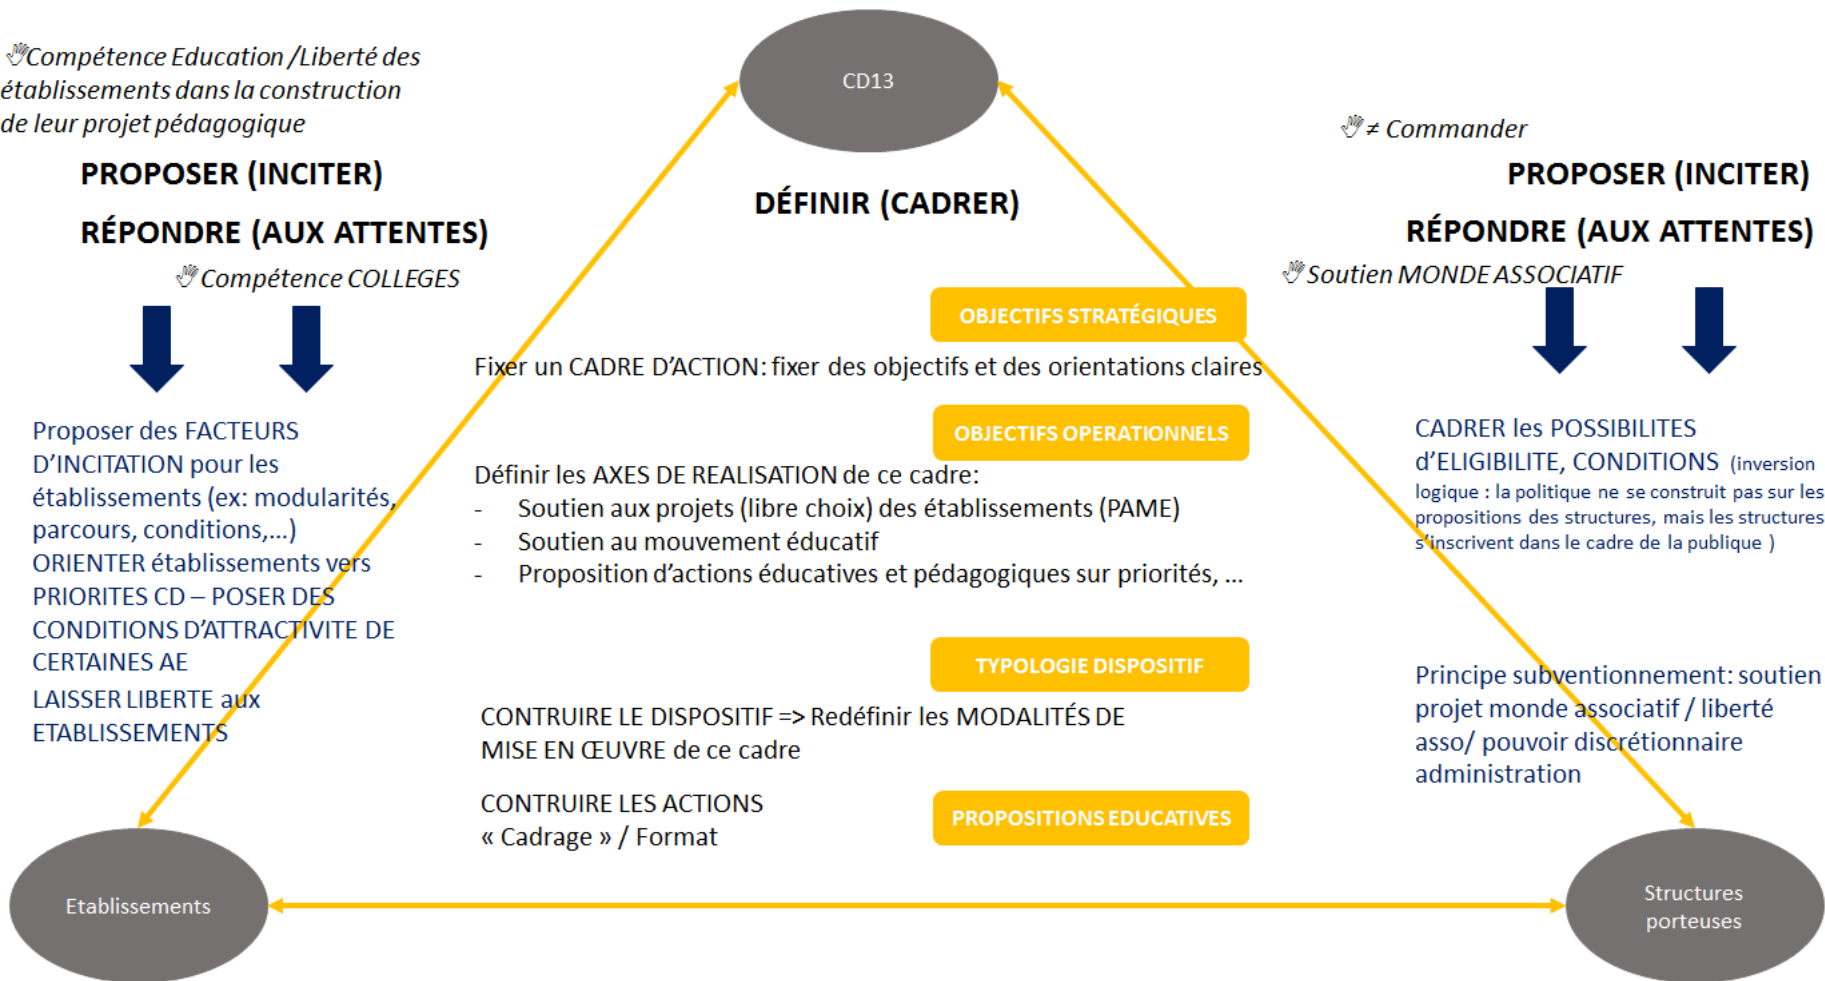 CD13
Compétence Education /Liberté des
établissements dans la construction
de leur projet pédagogique
PROPOSER (INCITER)
RÉPONDRE (AUX ATTENTES)
Compétence COLLEGES
Proposer des FACTEURS
D'INCITATION pour les
établissements (ex: modularités,
parcours, conditions,...)
ORIENTER établissements vers
PRIORITES CD – POSER DES
CONDITIONS D'ATTRACTIVITE DE
CERTAINES AE
LAISSER LIBERTE aux
ETABLISSEMENTS
DÉFINIR (CADRER)
OBJECTIFS STRATÉGIQUES
Fixer un CADRE D'ACTION: fixer des objectifs et des orientations claires
OBJECTIFS OPERATIONNELS
Définir les AXES DE REALISATION de ce cadre:
- Soutien aux projets (libre choix) des établissements (PAME)
- Soutien au mouvement éducatif
- Proposition d'actions éducatives et pédagogiques sur priorités, ...
TYPOLOGIE DISPOSITIF
CONTRUIRE LE DISPOSITIF => Redéfinir les MODALITÉS DE
MISE EN ŒUVRE de ce cadre
CONTRUIRE LES ACTIONS
« Cadrage » / Format
PROPOSITIONS EDUCATIVES
≠ Commander
PROPOSER (INCITER)
RÉPONDRE (AUX ATTENTES)
Soutien MONDE ASSOCIATIF
CADRER les POSSIBILITES
d'ELIGIBILITE, CONDITIONS (inversion
logique : la politique ne se construit pas sur les
propositions des structures, mais les structures
s'inscrivent dans le cadre de la publique )
Principe subventionnement: soutien
projet monde associatif / liberté
asso/ pouvoir discrétionnaire
administration
Etablissements
Structures
porteuses